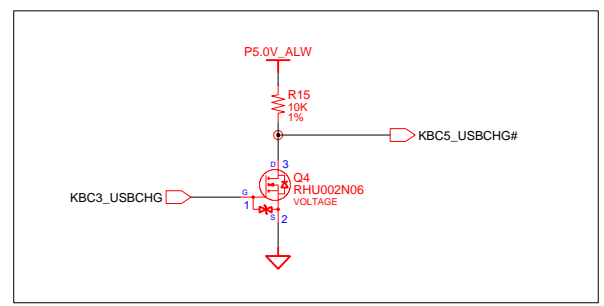 P5.0V_ALW
R15
10K
1%
KBC5_USBCHG#
D 3
Q4
RHU002N06
VOLTAGE
KBC3_USBCHG
G
1
S 2